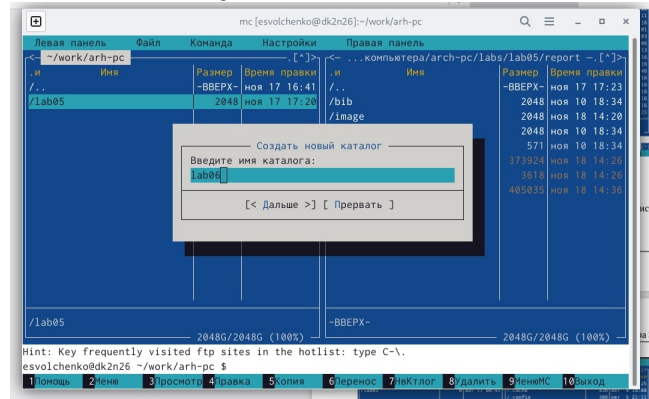 mc [esvolchenko@dk2n26]:~/work/arh-pc
Левая панель Файл Команда Настройки Правая панель
<— ~/work/arh-pc .[^]>
.и Имя Размер Время правки
/.. -ВВЕРХ- ноя 17 16:41
/lab05 2048 ноя 17 17:20
<— ...компьютера/arch-pc/labs/lab05/report —.[^]>
.и Имя Размер Время правки
/.. -ВВЕРХ- ноя 17 17:23
/bib 2048 ноя 10 18:34
/image 2048 ноя 18 14:20
2048 ноя 10 18:34
571 ноя 10 18:34
373924 ноя 18 14:26
3618 ноя 18 14:26
405035 ноя 18 14:36
Создать новый каталог
Введите имя каталога:
lab06
[< Дальше >] [ Прервать ]
/lab05
2048G/2048G (100%)
-ВВЕРХ-
2048G/2048G (100%)
Hint: Key frequently visited ftp sites in the hotlist: type C-\.
esvolchenko@dk2n26 ~/work/arh-pc $
1Помощь 2Меню 3Просмотр 4Правка 5Копия 6Перенос 7НвКтлог 8Удалить 9МенюМС 10Выход